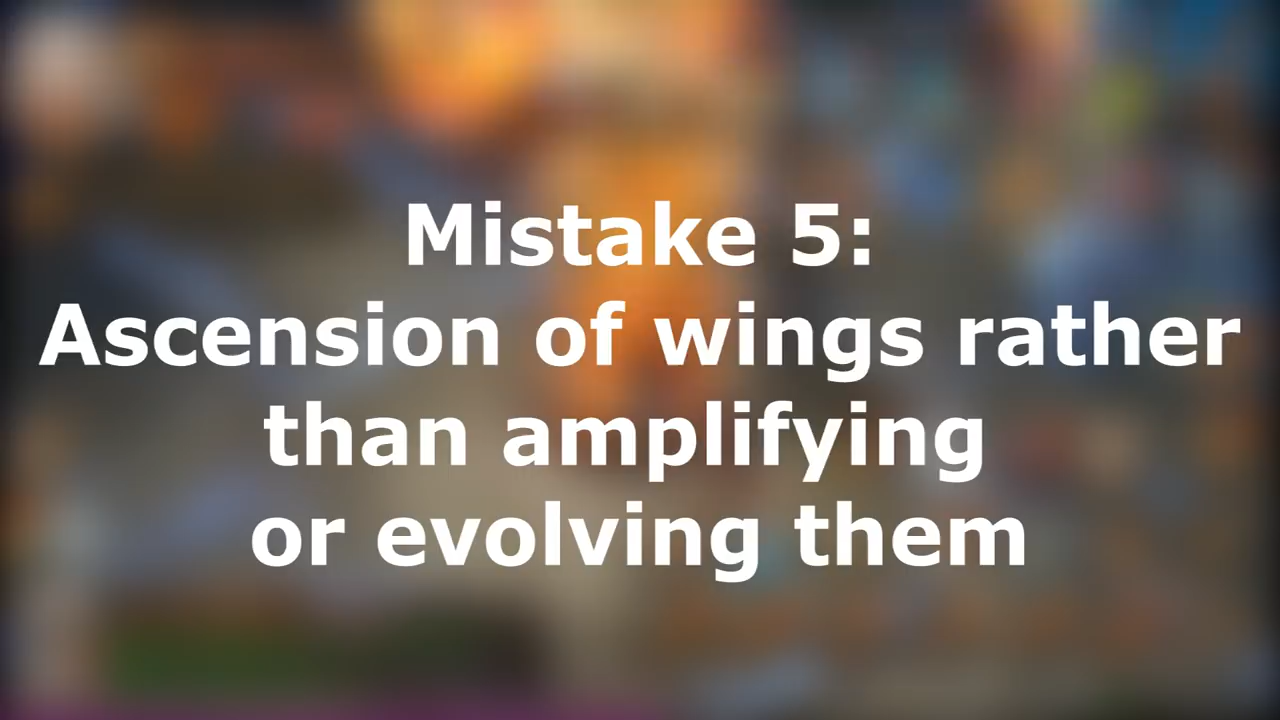 Mistake 5:
Ascension of wings rather
than amplifying
or evolving them